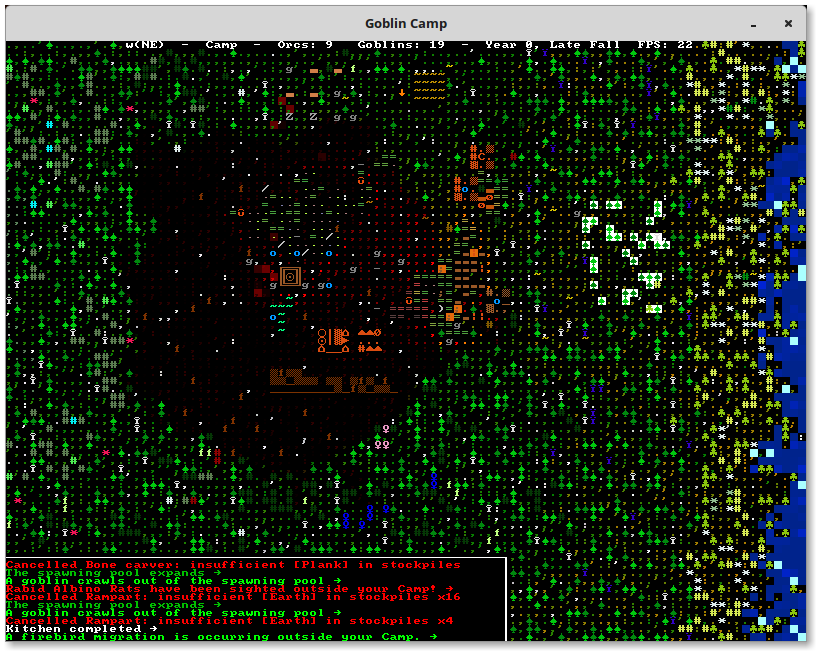 Goblin Camp
w(NE) - Camp - Orcs: 9 Goblins: 19 - Year 0, Late Fall FPS: 22
Cancelled Bone carver: insufficient [Plank] in stockpiles
The spawning pool expands →
A goblin crawls out of the spawning pool →
Rabid Albino Rats have been sighted outside your Camp! →
Cancelled Rampart: insufficient [Earth] in stockpiles x16
The spawning pool expands →
A goblin crawls out of the spawning pool →
Cancelled Rampart: insufficient [Earth] in stockpiles x4
Kitchen completed →
A firebird migration is occurring outside your Camp. →